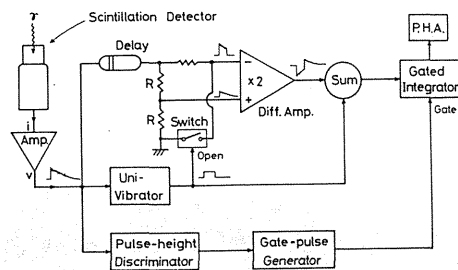 γ
Scintillation Detector
P.H.A.
Delay
R
R
Switch
Open
−
× 2
+
Diff. Amp.
Sum
Gated
Integrator
Gate
i
Amp.
v
Uni-
Vibrator
Pulse-height
Discriminator
Gate-pulse
Generator